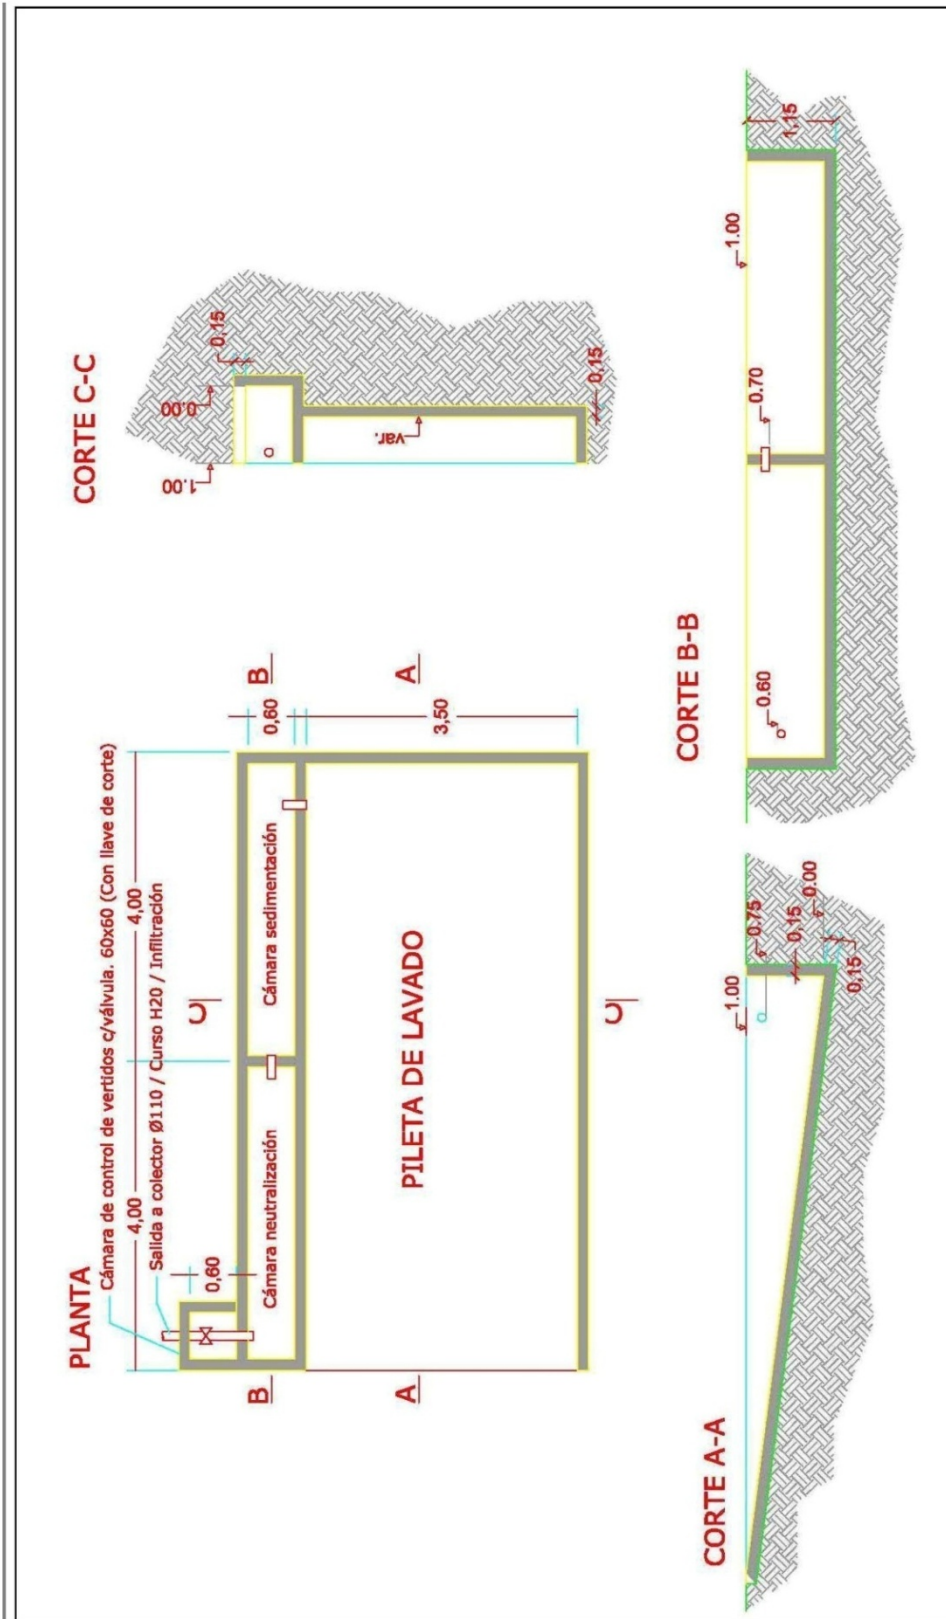 PLANTA
Cámara de control de vertidos c/válvula. 60x60 (Con llave de corte)
4,00
4,00
Salida a colector Ø110 / Curso H20 / Infiltración
0,60
C
B
B
0,60
Cámara neutralización
Cámara sedimentación
A
A
3,50
PILETA DE LAVADO
C
CORTE C-C
1.00
0.00
0,15
var.
0,15
CORTE A-A
1.00
0.75
0,15
0.00
0,15
CORTE B-B
0.60
0.70
1.00
1,15